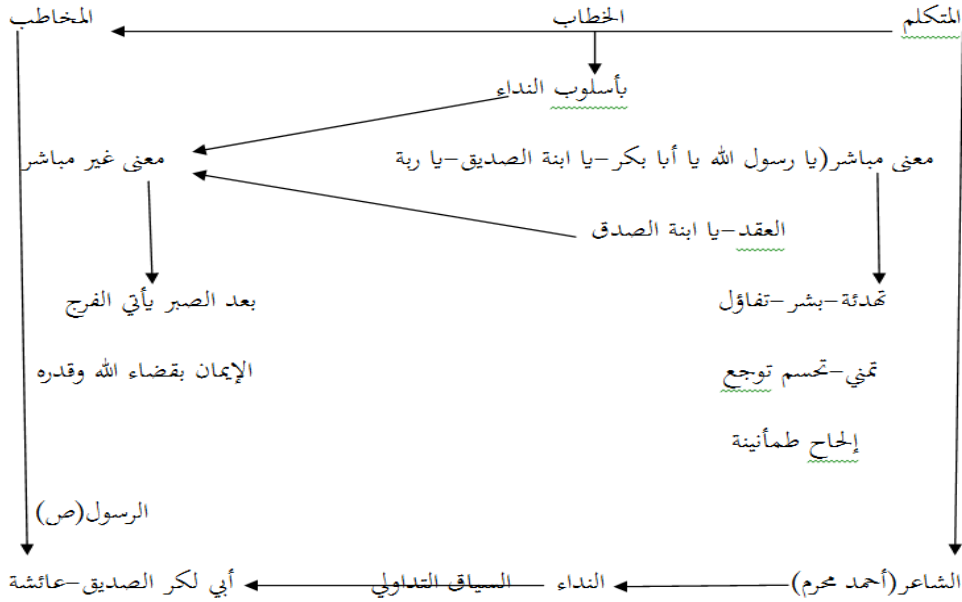 المتكلم الخطاب المخاطب
بأسلوب النداء
معنى مباشر(يا رسول الله يا أبا بكر–يا ابنة الصديق–يا ربة معنى غير مباشر
العقد–يا ابنة الصدق
تهدئة–بشر–تفاؤل بعد الصبر يأتي الفرج
تمني–تحسم توجع الإيمان بقضاء الله وقدره
إلحاح طمأنينة
الرسول(ص)
الشاعر(أحمد محرم) النداء السياق التداولي أبي لكر الصديق–عائشة